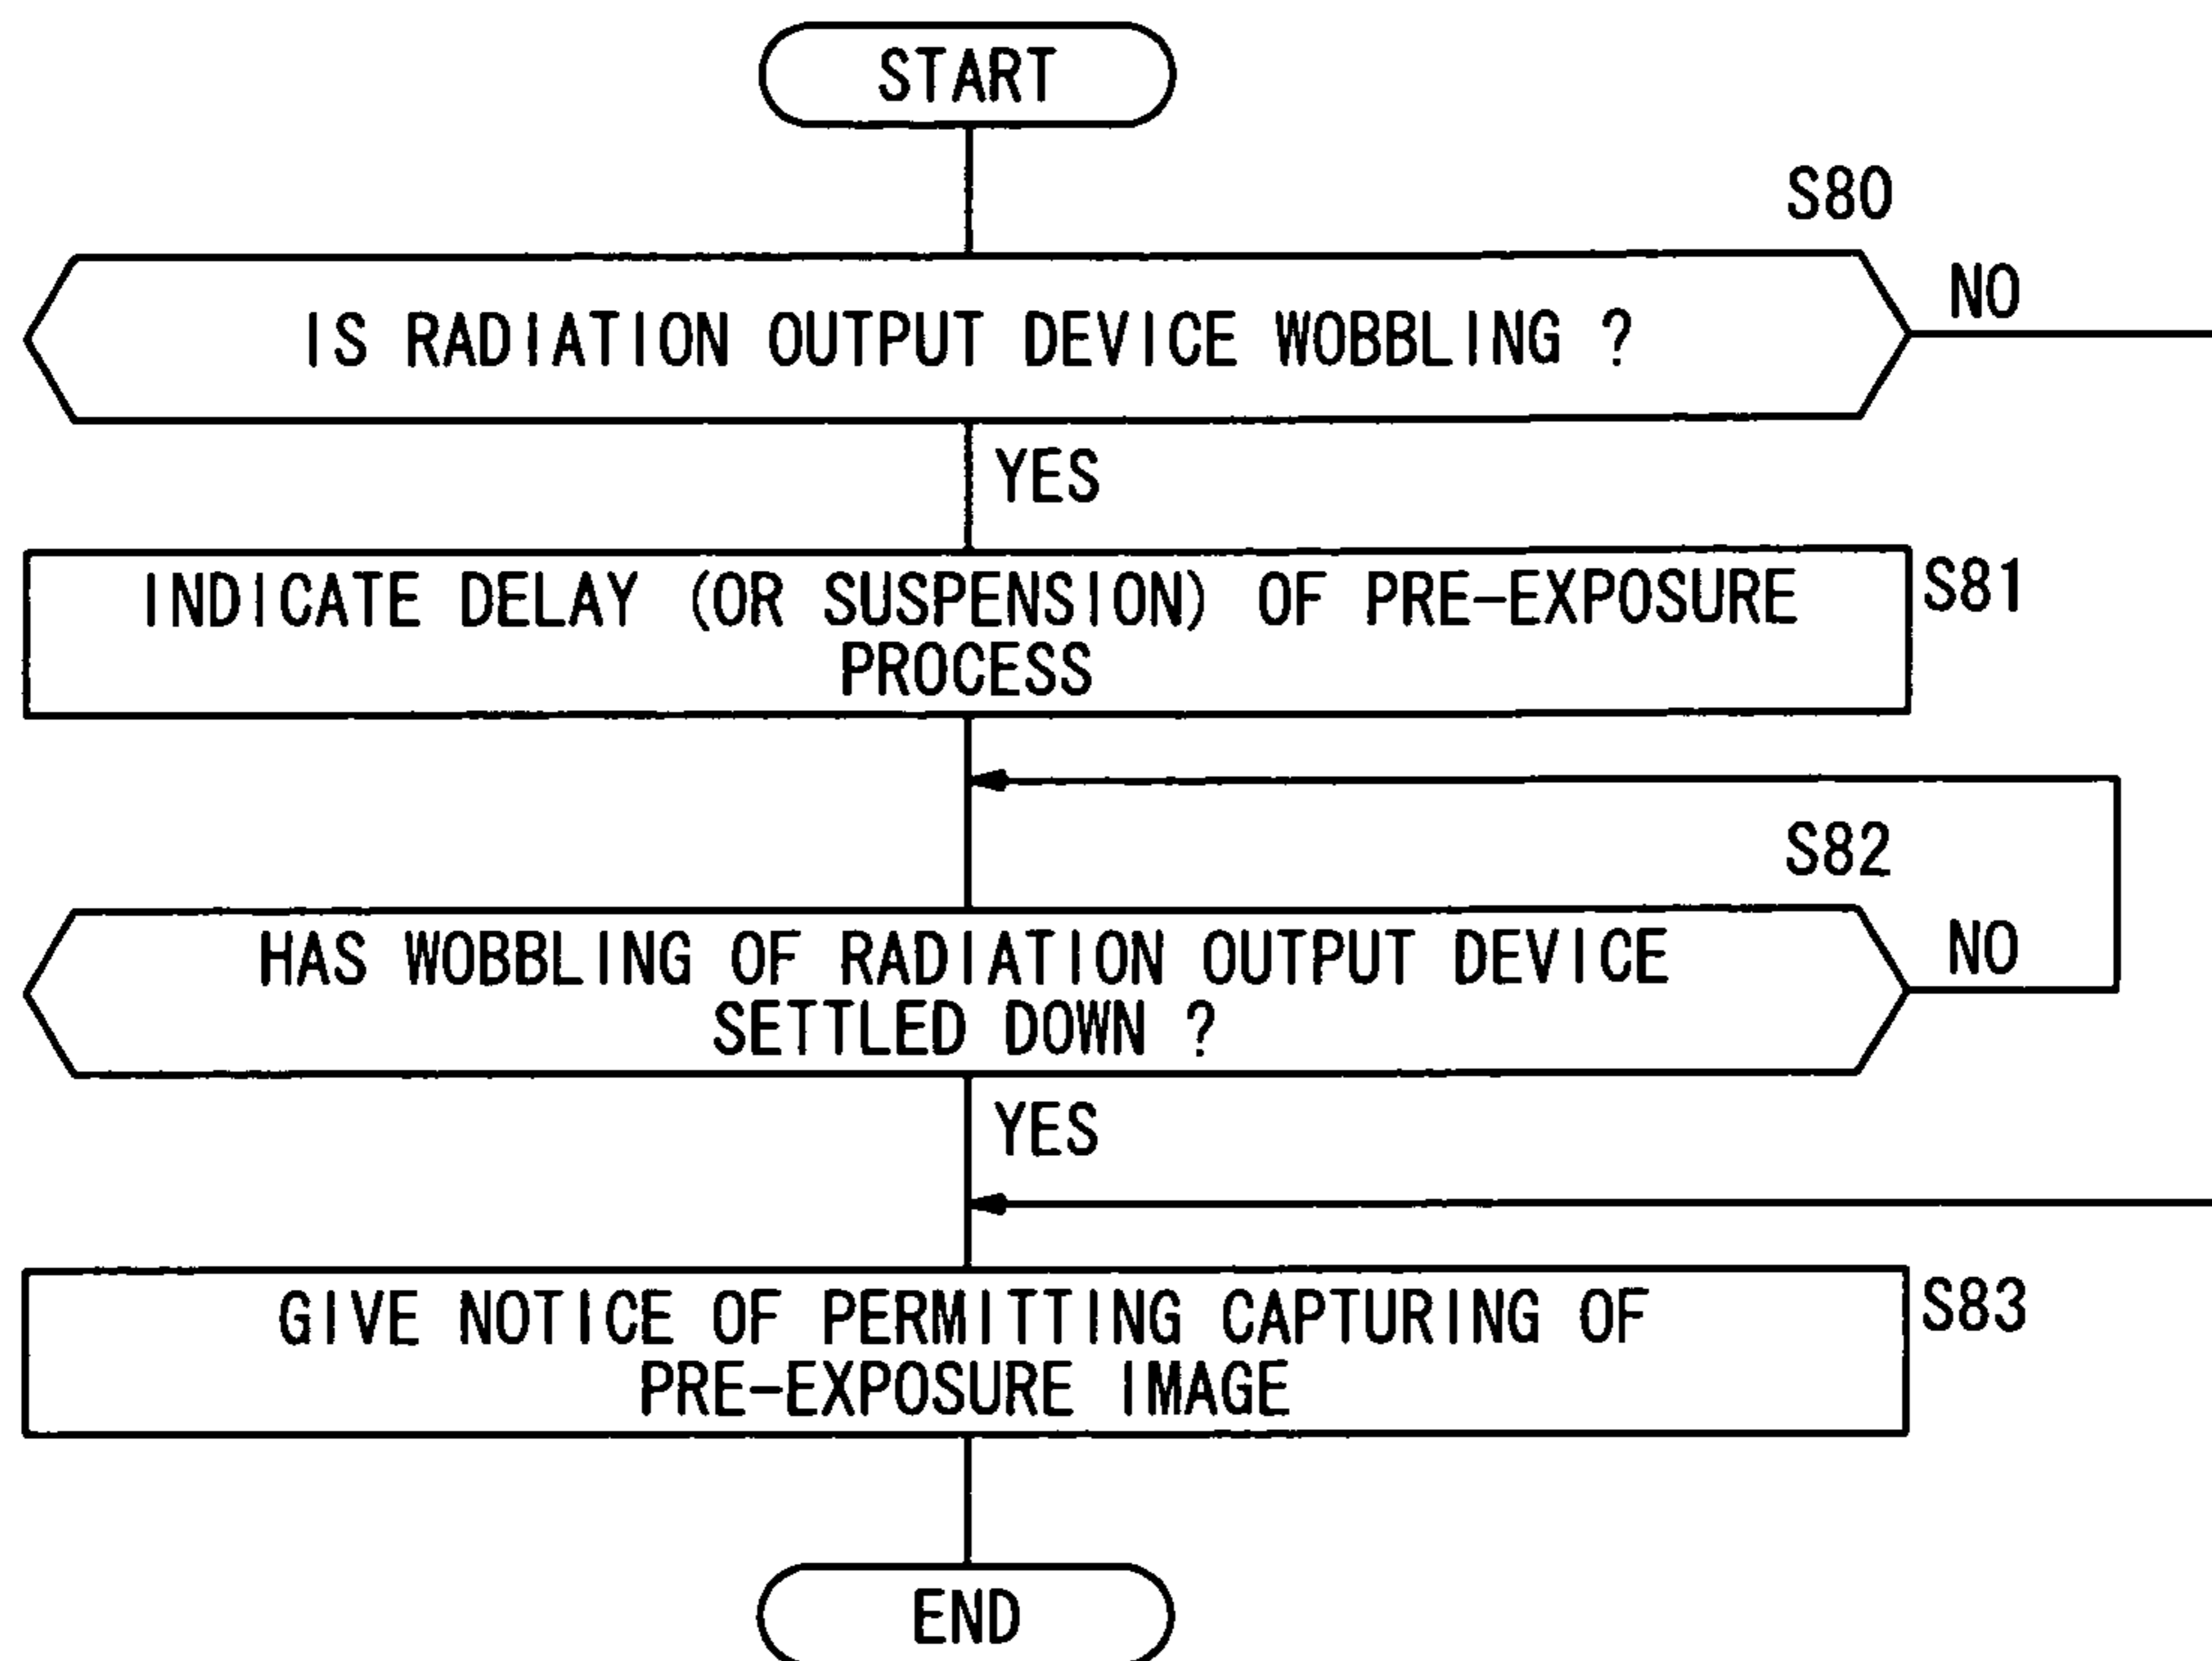 START
S80
IS RADIATION OUTPUT DEVICE WOBBLING ?
NO
YES
INDICATE DELAY (OR SUSPENSION) OF PRE-EXPOSURE
PROCESS
S81
S82
HAS WOBBLING OF RADIATION OUTPUT DEVICE
SETTLED DOWN ?
NO
YES
GIVE NOTICE OF PERMITTING CAPTURING OF
PRE-EXPOSURE IMAGE
S83
END